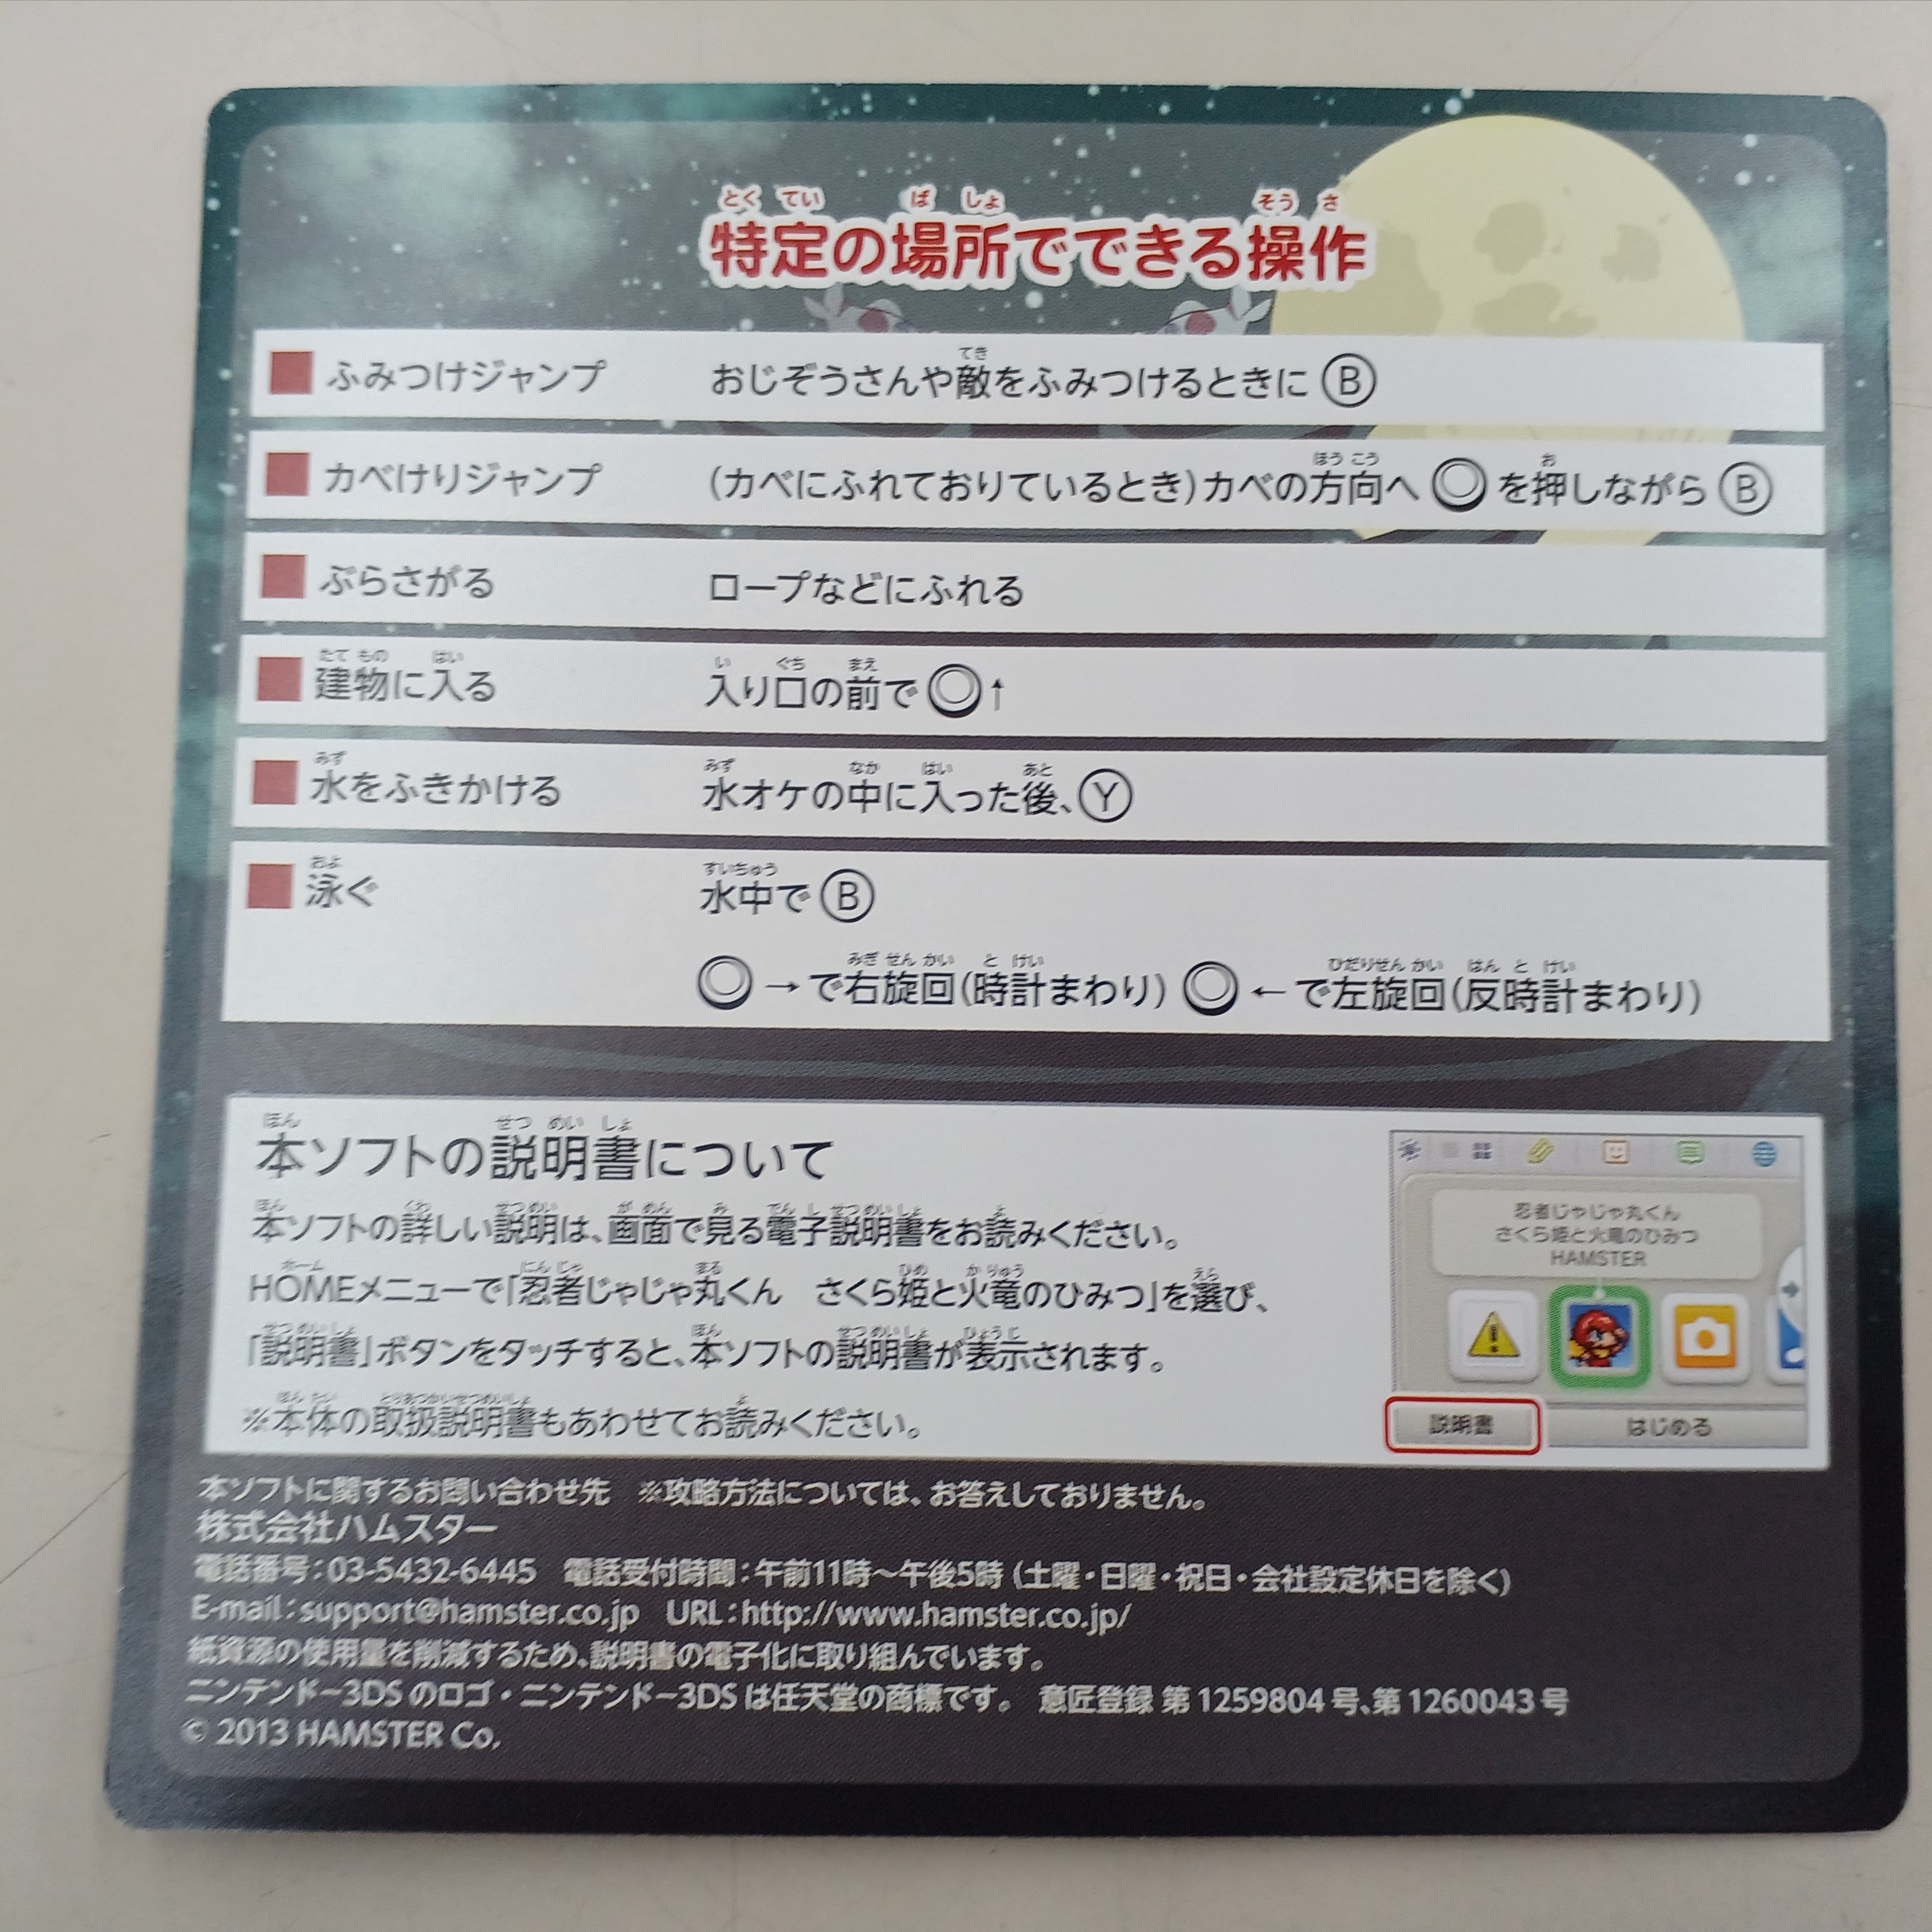 特定の場所でできる操作
ふみつけジャンプ おじぞうさんや敵をふみつけるときに Ⓑ
カベけりジャンプ (カベにふれておりているとき)カベの方向へ ◎ を押しながら Ⓑ
ぶらさがる ロープなどにふれる
建物に入る 入り口の前で ◎↑
水をふきかける 水オケの中に入った後、Ⓨ
泳ぐ 水中で Ⓑ
◎→で右旋回(時計まわり) ◎←で左旋回(反時計まわり)
本ソフトの説明書について
本ソフトの詳しい説明は、画面で見る電子説明書をお読みください。
HOMEメニューで「忍者じゃじゃ丸くん さくら姫と火竜のひみつ」を選び、
「説明書」ボタンをタッチすると、本ソフトの説明書が表示されます。
※本体の取扱説明書もあわせてお読みください。
忍者じゃじゃ丸くん
さくら姫と火竜のひみつ
HAMSTER
説明書 はじめる
本ソフトに関するお問い合わせ先 ※攻略方法については、お答えしておりません。
株式会社ハムスター
電話番号:03-5432-6445 電話受付時間:午前11時～午後5時 (土曜・日曜・祝日・会社設定休日を除く)
E-mail:support@hamster.co.jp URL:http://www.hamster.co.jp/
紙資源の使用量を削減するため、説明書の電子化に取り組んでいます。
ニンテンドー3DSのロゴ・ニンテンドー3DSは任天堂の商標です。 意匠登録 第1259804号、第1260043号
© 2013 HAMSTER Co.